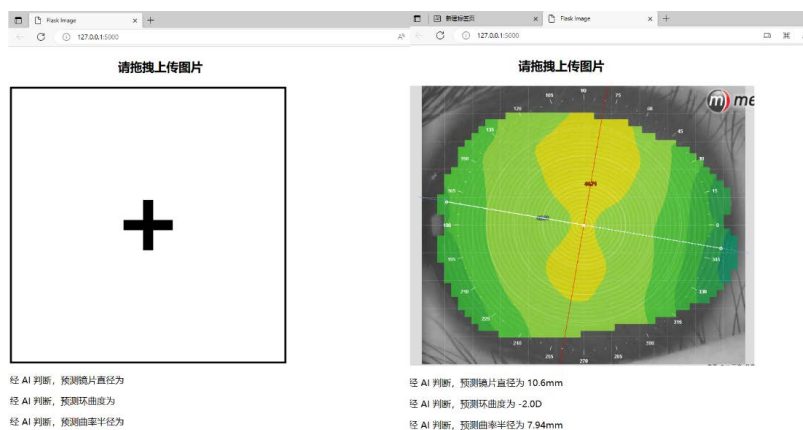 Flask Image
127.0.0.1:5000
请拖拽上传图片
经 AI 判断，预测镜片直径为
经 AI 判断，预测环曲度为
经 AI 判断，预测曲率半径为
新建标签页
Flask Image
127.0.0.1:5000
请拖拽上传图片
me
105
90
75
120
60
135
45
15
180
0
195
345
210
330
225
315
240
255
270
285
300
经 AI 判断，预测镜片直径为 10.6mm
经 AI 判断，预测环曲度为 -2.0D
经 AI 判断，预测曲率半径为 7.94mm